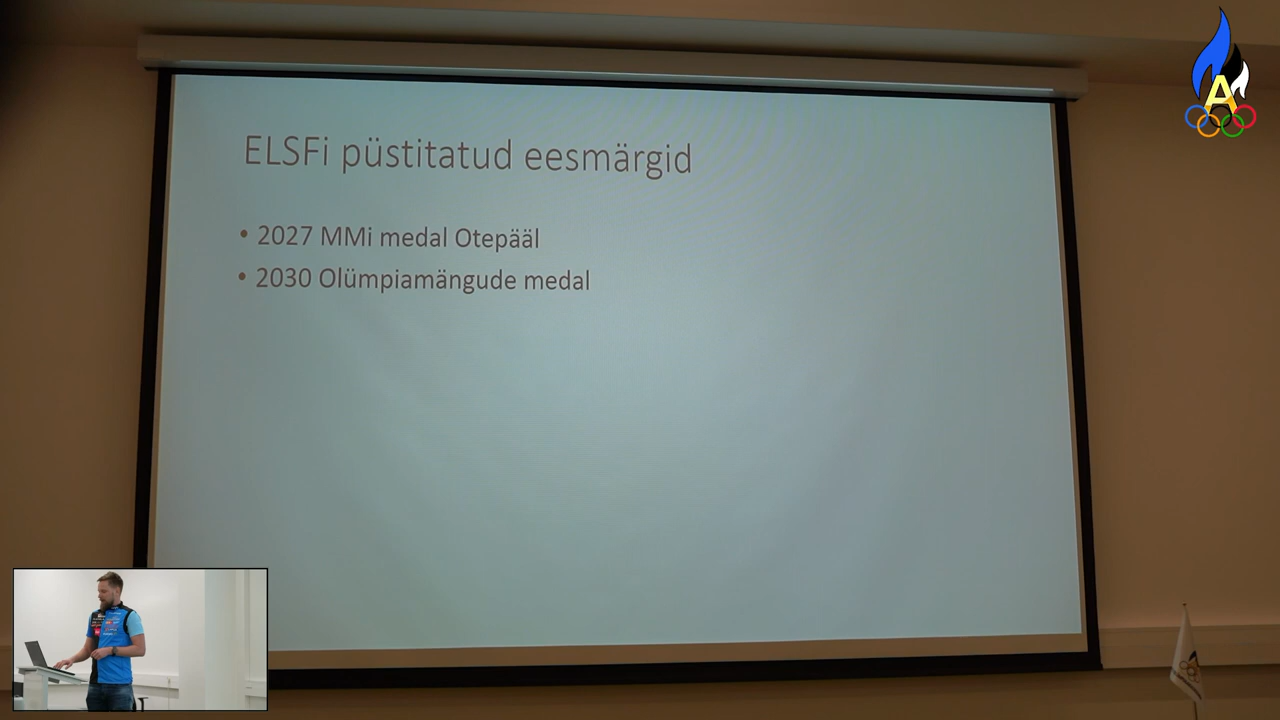 ELSFi püstitatud eesmärgid
• 2027 MMi medal Otepääl
• 2030 Olümpiamängude medal
A